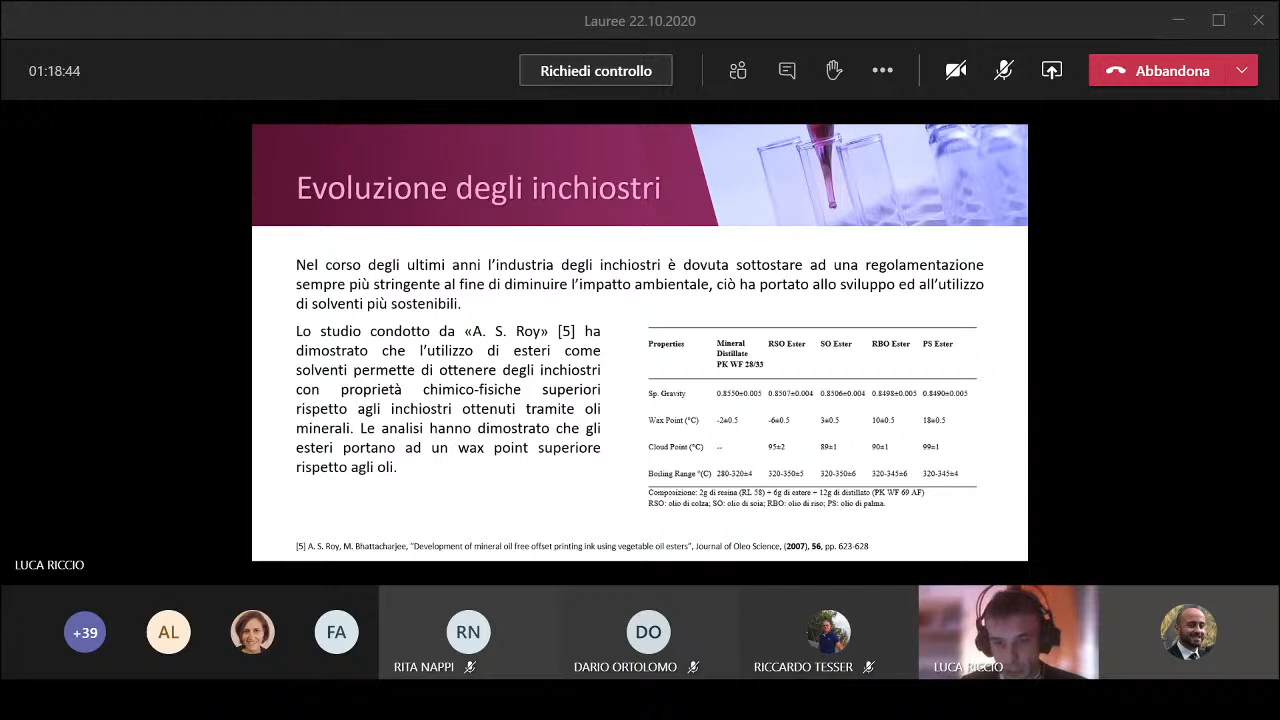 Lauree 22.10.2020
01:18:44
Richiedi controllo
Abbandona
Evoluzione degli inchiostri
Nel corso degli ultimi anni l'industria degli inchiostri è dovuta sottostare ad una regolamentazione
sempre più stringente al fine di diminuire l'impatto ambientale, ciò ha portato allo sviluppo ed all'utilizzo
di solventi più sostenibili.
Lo studio condotto da «A. S. Roy» [5] ha
dimostrato che l'utilizzo di esteri come
solventi permette di ottenere degli inchiostri
con proprietà chimico-fisiche superiori
rispetto agli inchiostri ottenuti tramite oli
minerali. Le analisi hanno dimostrato che gli
esteri portano ad un wax point superiore
rispetto agli oli.
Properties Mineral RSO Ester SO Ester RBO Ester PS Ester
Distillate
PK WF 28/33
Sp. Gravity 0.8550±0.005 0.8507±0.004 0.8506±0.004 0.8498±0.005 0.8490±0.005
Wax Point (°C) -2±0.5 -6±0.5 3±0.5 10±0.5 18±0.5
Cloud Point (°C) -- 95±2 89±1 90±1 99±1
Boiling Range °(C) 280-320±4 320-350±5 320-350±6 320-345±6 320-345±4
Composizione: 2g di resina (RL 58) + 6g di estere + 12g di distillato (PK WF 69 AF)
RSO: olio di colza; SO: olio di soia; RBO: olio di riso; PS: olio di palma.
[5] A. S. Roy, M. Bhattacharjee, "Development of mineral oil free offset printing ink using vegetable oil esters", Journal of Oleo Science, (2007), 56, pp. 623-628
LUCA RICCIO
+39
AL
FA
RN
DO
RITA NAPPI
DARIO ORTOLOMO
RICCARDO TESSER
LUCA RICCIO